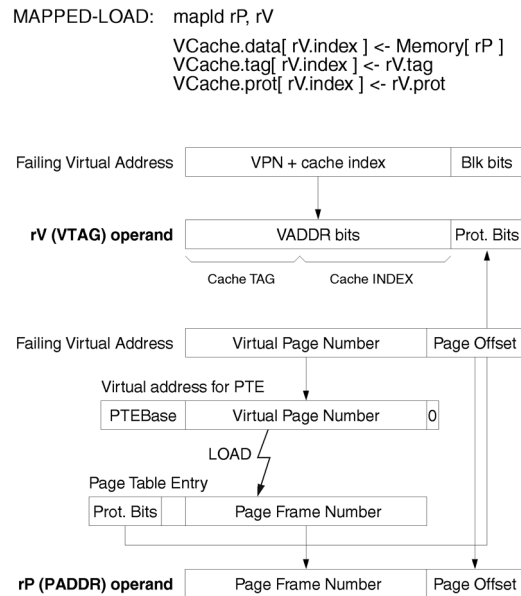 MAPPED-LOAD: mapld rP, rV
VCache.data[ rV.index ] <- Memory[ rP ]
VCache.tag[ rV.index ] <- rV.tag
VCache.prot[ rV.index ] <- rV.prot
Failing Virtual Address VPN + cache index Blk bits
rV (VTAG) operand VADDR bits Prot. Bits
Cache TAG Cache INDEX
Failing Virtual Address Virtual Page Number Page Offset
Virtual address for PTE
PTEBase Virtual Page Number 0
LOAD
Page Table Entry
Prot. Bits Page Frame Number
rP (PADDR) operand Page Frame Number Page Offset